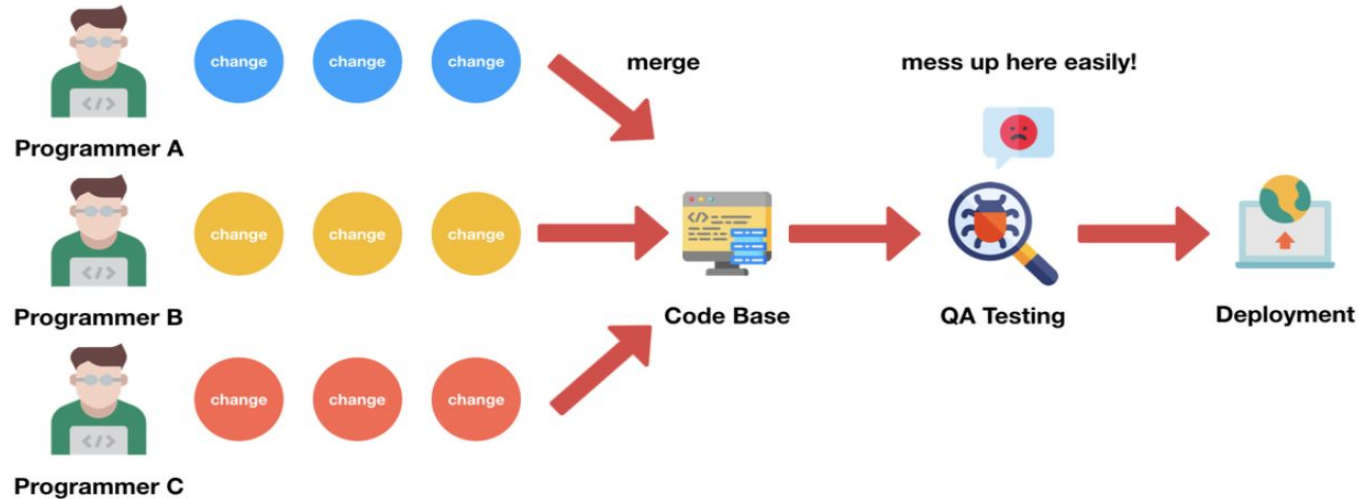 change change change
merge
mess up here easily!
</>
Programmer A
change change change
</>
</>
Programmer B
Code Base
QA Testing
Deployment
change change change
</>
Programmer C